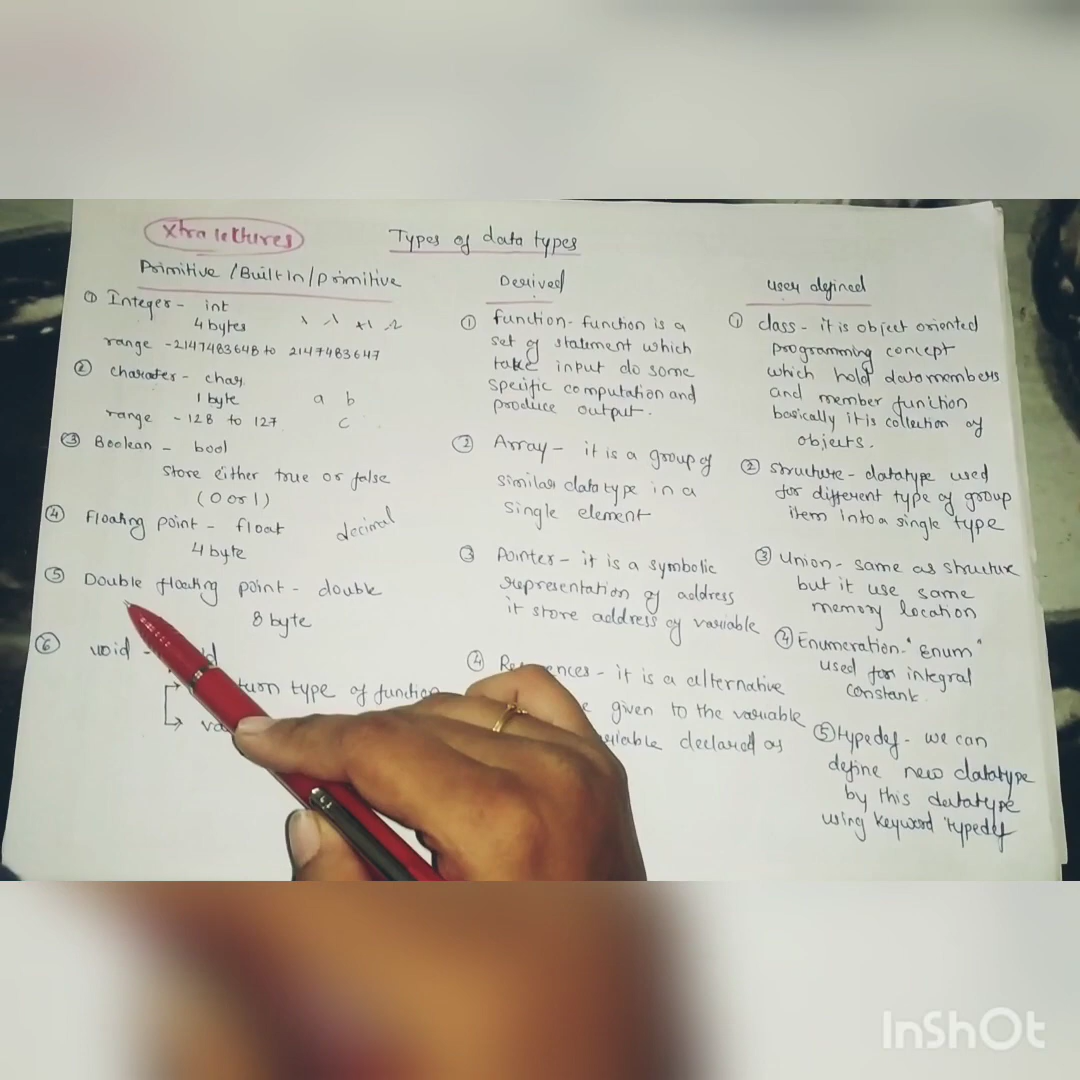 Xtra lectures
Types of data types
Primitive / Built In / primitive
① Integer - int
4 bytes
range -2147483648 to 2147483647
② character - char
1 byte a b
range -128 to 127 c
③ Boolean - bool
store either true or false
(0 or 1)
④ Floating point - float decimal
4 byte
⑤ Double floating point - double
8 byte
⑥ void -
type of function
Derived
① function - function is a
set of statement which
take input do some
specific computation and
produce output.
② Array - it is a group of
similar data type in a
single element
③ Pointer - it is a symbolic
representation of address
it store address of variable
④ - it is a alternative
given to the variable
declared as
user defined
① class - it is object oriented
programming concept
which hold datamembers
and member function
basically it is collection of
objects.
② structure - datatype used
for different type of group
item into a single type
③ Union - same as structure
but it use same
memory location
④ Enumeration - "Enum"
used for integral
constant.
⑤ typedef - we can
define new datatype
by this datatype
using keyword 'typedef
InShOt